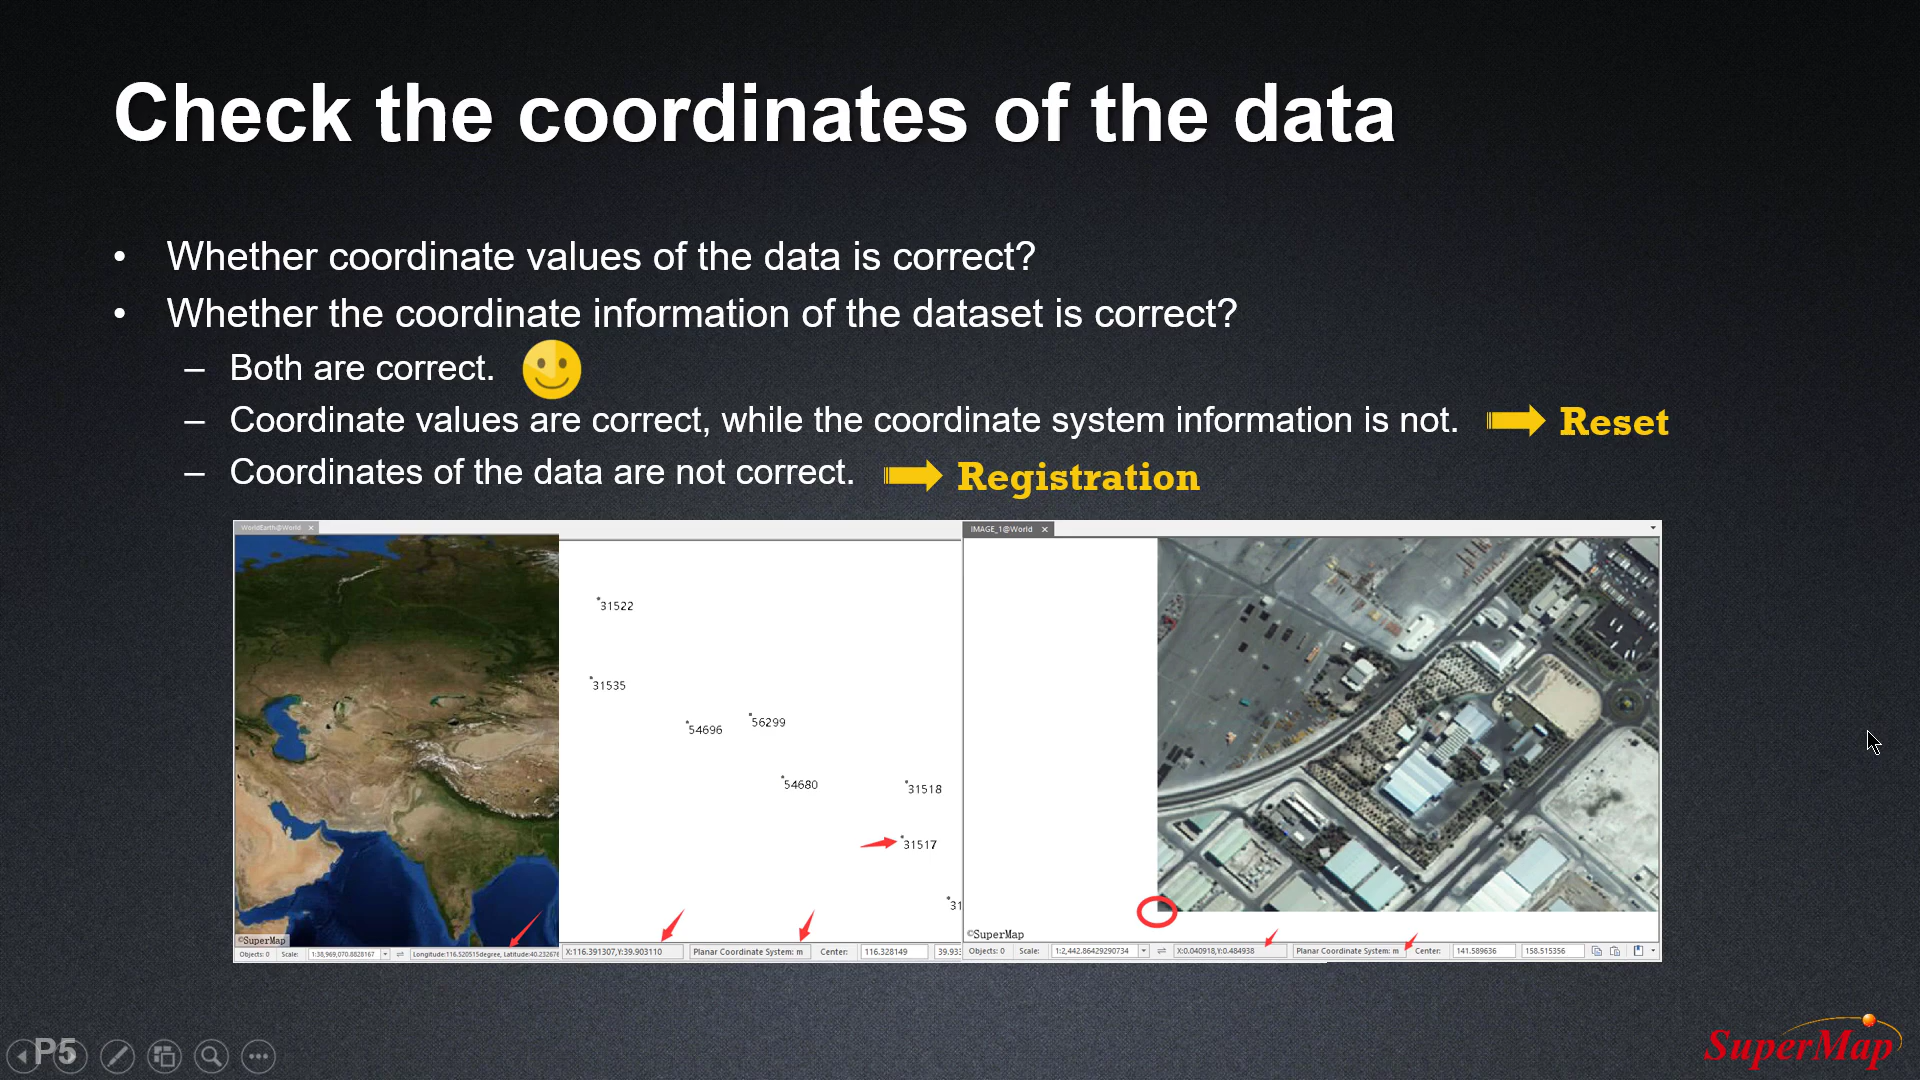 Check the coordinates of the data
• Whether coordinate values of the data is correct?
• Whether the coordinate information of the dataset is correct?
– Both are correct.
– Coordinate values are correct, while the coordinate system information is not. Reset
– Coordinates of the data are not correct. Registration
WorldEarth@World
IMAGE_1@World
31522
31535
54696
56299
54680
31518
31517
31
©SuperMap
©SuperMap
Objects: 0 Scale: 1:38,969,070.8828167 Longitude:116.520515degree, Latitude:40.232676
X:116.391307,Y:39.903110 Planar Coordinate System: m Center: 116.328149 39.933
Objects: 0 Scale: 1:2,442.86429290734 X:0.040918,Y:0.484938 Planar Coordinate System: m Center: 141.589636 158.515356
P5
SuperMap